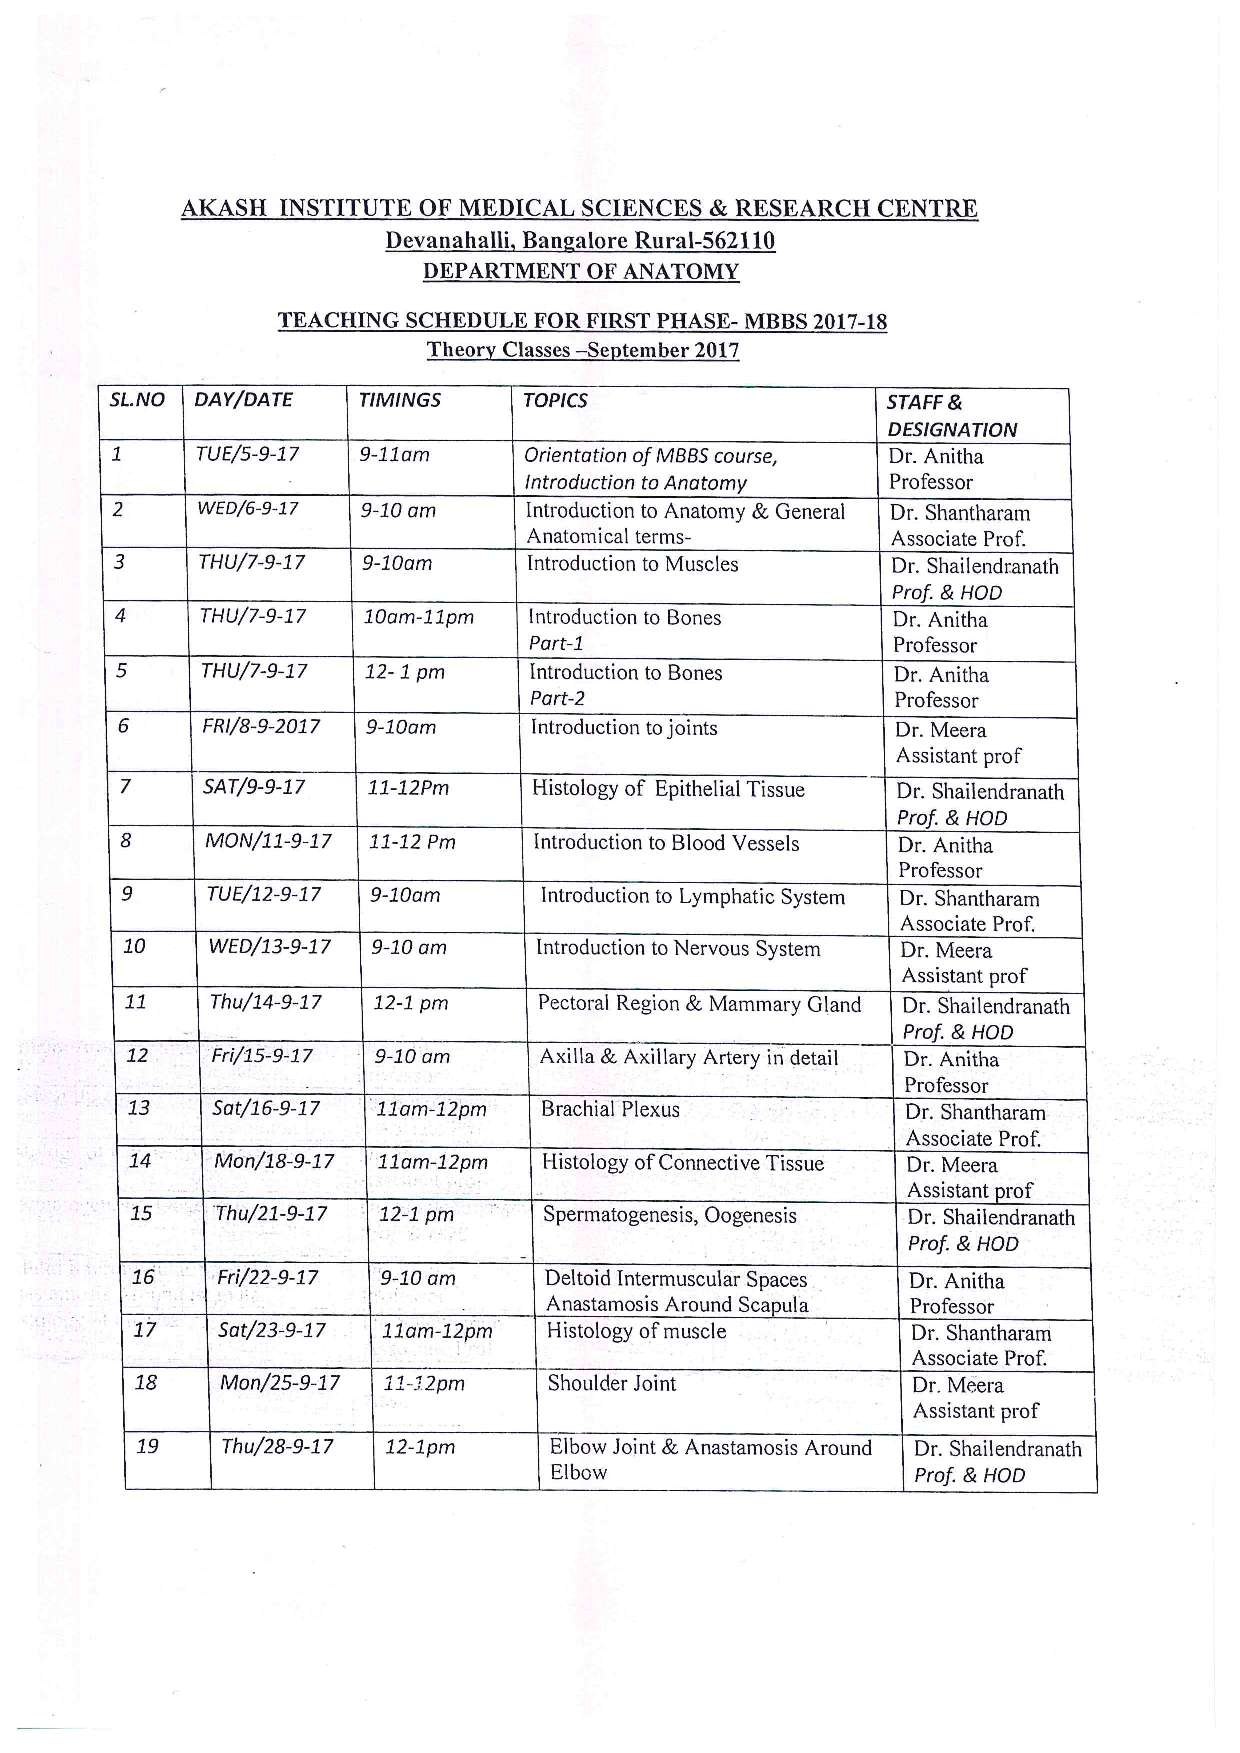 AKASH INSTITUTE OF MEDICAL SCIENCES & RESEARCH CENTRE
Devanahalli, Bangalore Rural-562110
DEPARTMENT OF ANATOMY
TEACHING SCHEDULE FOR FIRST PHASE- MBBS 2017-18
Theory Classes –September 2017
SL.NO DAY/DATE TIMINGS TOPICS STAFF &
DESIGNATION
1 TUE/5-9-17 9-11am Orientation of MBBS course, Dr. Anitha
Introduction to Anatomy Professor
2 WED/6-9-17 9-10 am Introduction to Anatomy & General Dr. Shantharam
Anatomical terms- Associate Prof.
3 THU/7-9-17 9-10am Introduction to Muscles Dr. Shailendranath
Prof. & HOD
4 THU/7-9-17 10am-11pm Introduction to Bones Dr. Anitha
Part-1 Professor
5 THU/7-9-17 12- 1 pm Introduction to Bones Dr. Anitha
Part-2 Professor
6 FRI/8-9-2017 9-10am Introduction to joints Dr. Meera
Assistant prof
7 SAT/9-9-17 11-12Pm Histology of Epithelial Tissue Dr. Shailendranath
Prof. & HOD
8 MON/11-9-17 11-12 Pm Introduction to Blood Vessels Dr. Anitha
Professor
9 TUE/12-9-17 9-10am Introduction to Lymphatic System Dr. Shantharam
Associate Prof.
10 WED/13-9-17 9-10 am Introduction to Nervous System Dr. Meera
Assistant prof
11 Thu/14-9-17 12-1 pm Pectoral Region & Mammary Gland Dr. Shailendranath
Prof. & HOD
12 Fri/15-9-17 9-10 am Axilla & Axillary Artery in detail Dr. Anitha
Professor
13 Sat/16-9-17 11am-12pm Brachial Plexus Dr. Shantharam
Associate Prof.
14 Mon/18-9-17 11am-12pm Histology of Connective Tissue Dr. Meera
Assistant prof
15 Thu/21-9-17 12-1 pm Spermatogenesis, Oogenesis Dr. Shailendranath
Prof. & HOD
16 Fri/22-9-17 9-10 am Deltoid Intermuscular Spaces Dr. Anitha
Anastamosis Around Scapula Professor
17 Sat/23-9-17 11am-12pm Histology of muscle Dr. Shantharam
Associate Prof.
18 Mon/25-9-17 11-12pm Shoulder Joint Dr. Meera
Assistant prof
19 Thu/28-9-17 12-1pm Elbow Joint & Anastamosis Around Dr. Shailendranath
Elbow Prof. & HOD